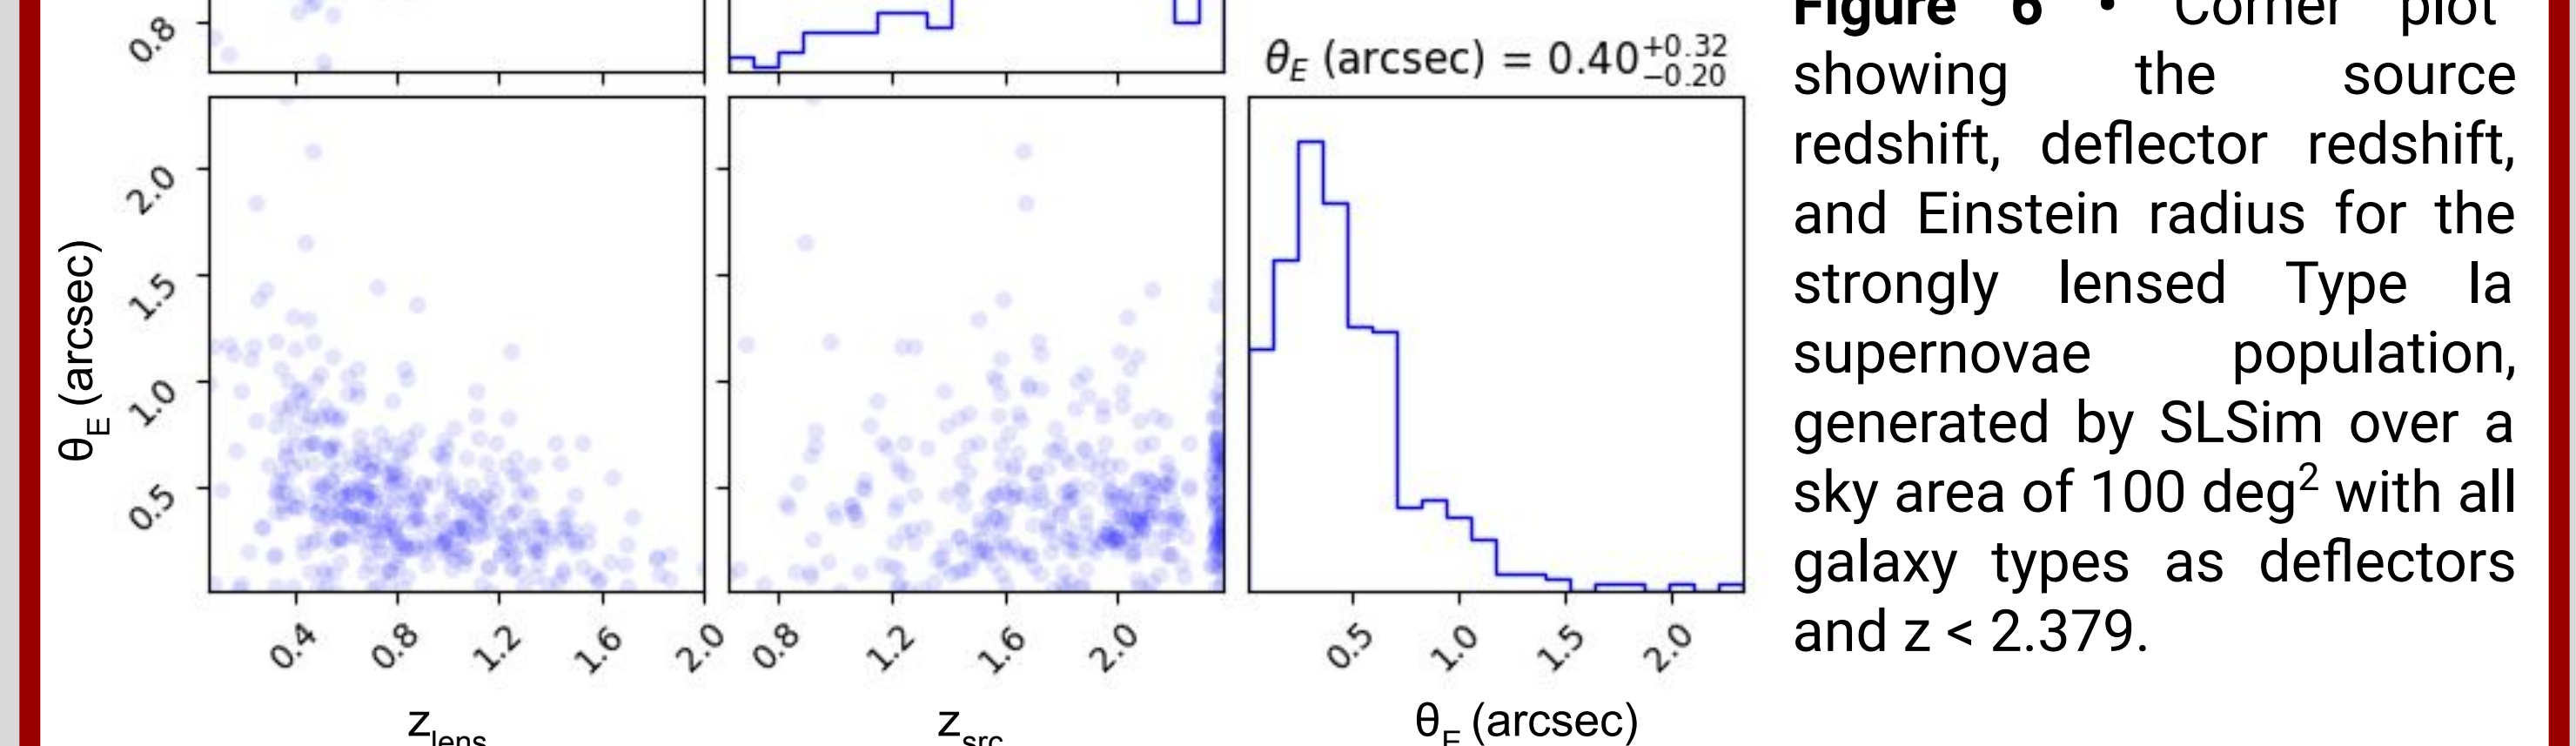 0.8
θE (arcsec) = 0.40+0.32−0.20
2.0
1.5
1.0
0.5
θE (arcsec)
0.4 0.8 1.2 1.6 2.0
0.8 1.2 1.6 2.0
0.5 1.0 1.5 2.0
zlens
zsrc
θE (arcsec)
Figure 6 • Corner plot
showing the source
redshift, deflector redshift,
and Einstein radius for the
strongly lensed Type Ia
supernovae population,
generated by SLSim over a
sky area of 100 deg² with all
galaxy types as deflectors
and z < 2.379.